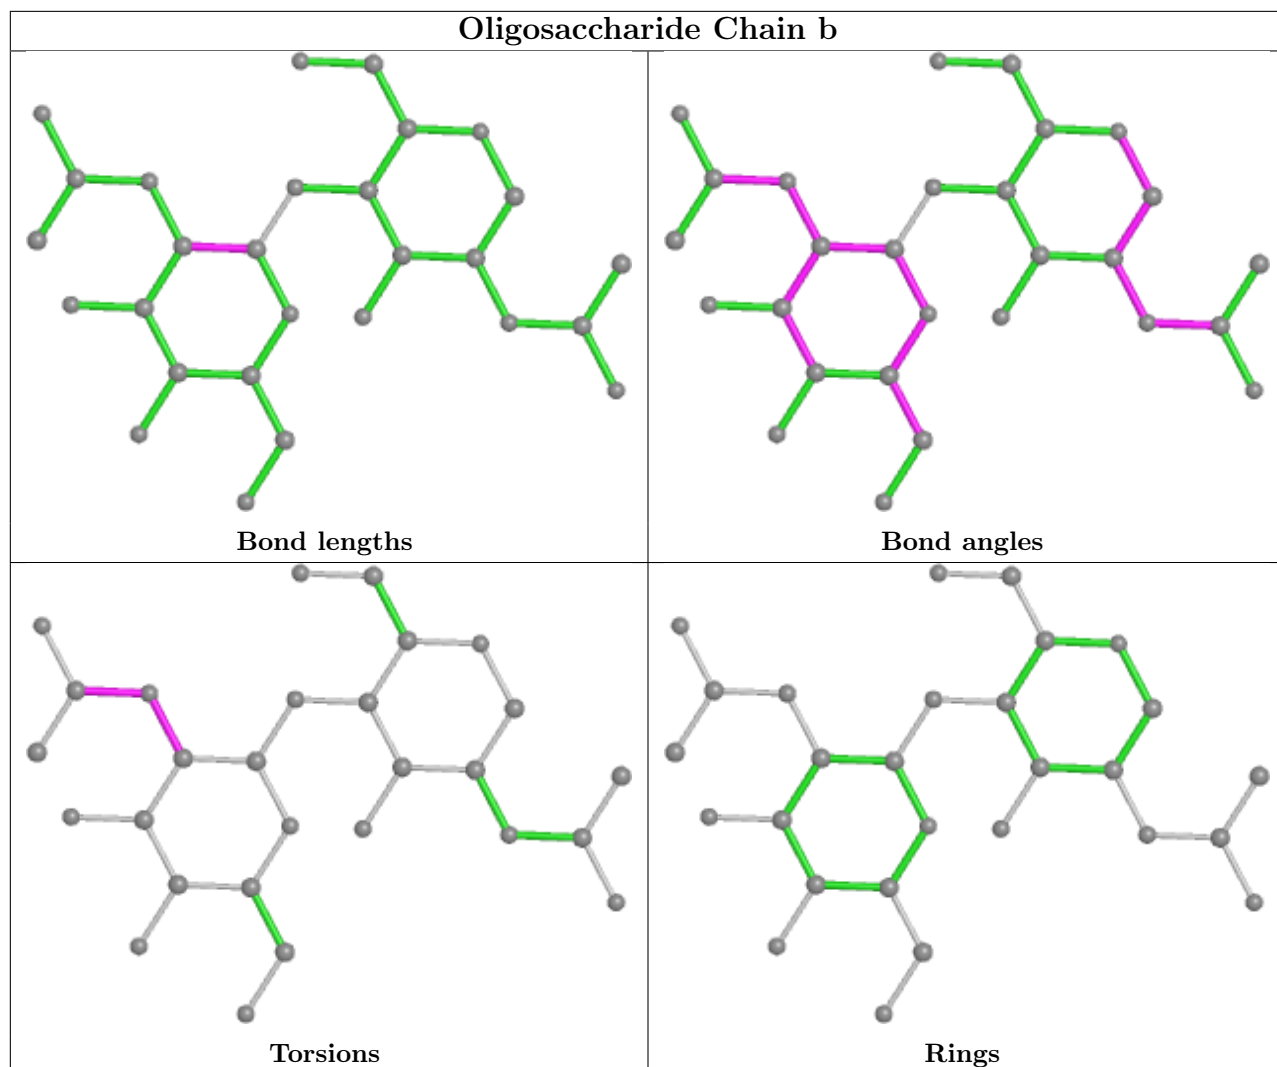 Oligosaccharide Chain b
Bond lengths
Bond angles
Torsions
Rings